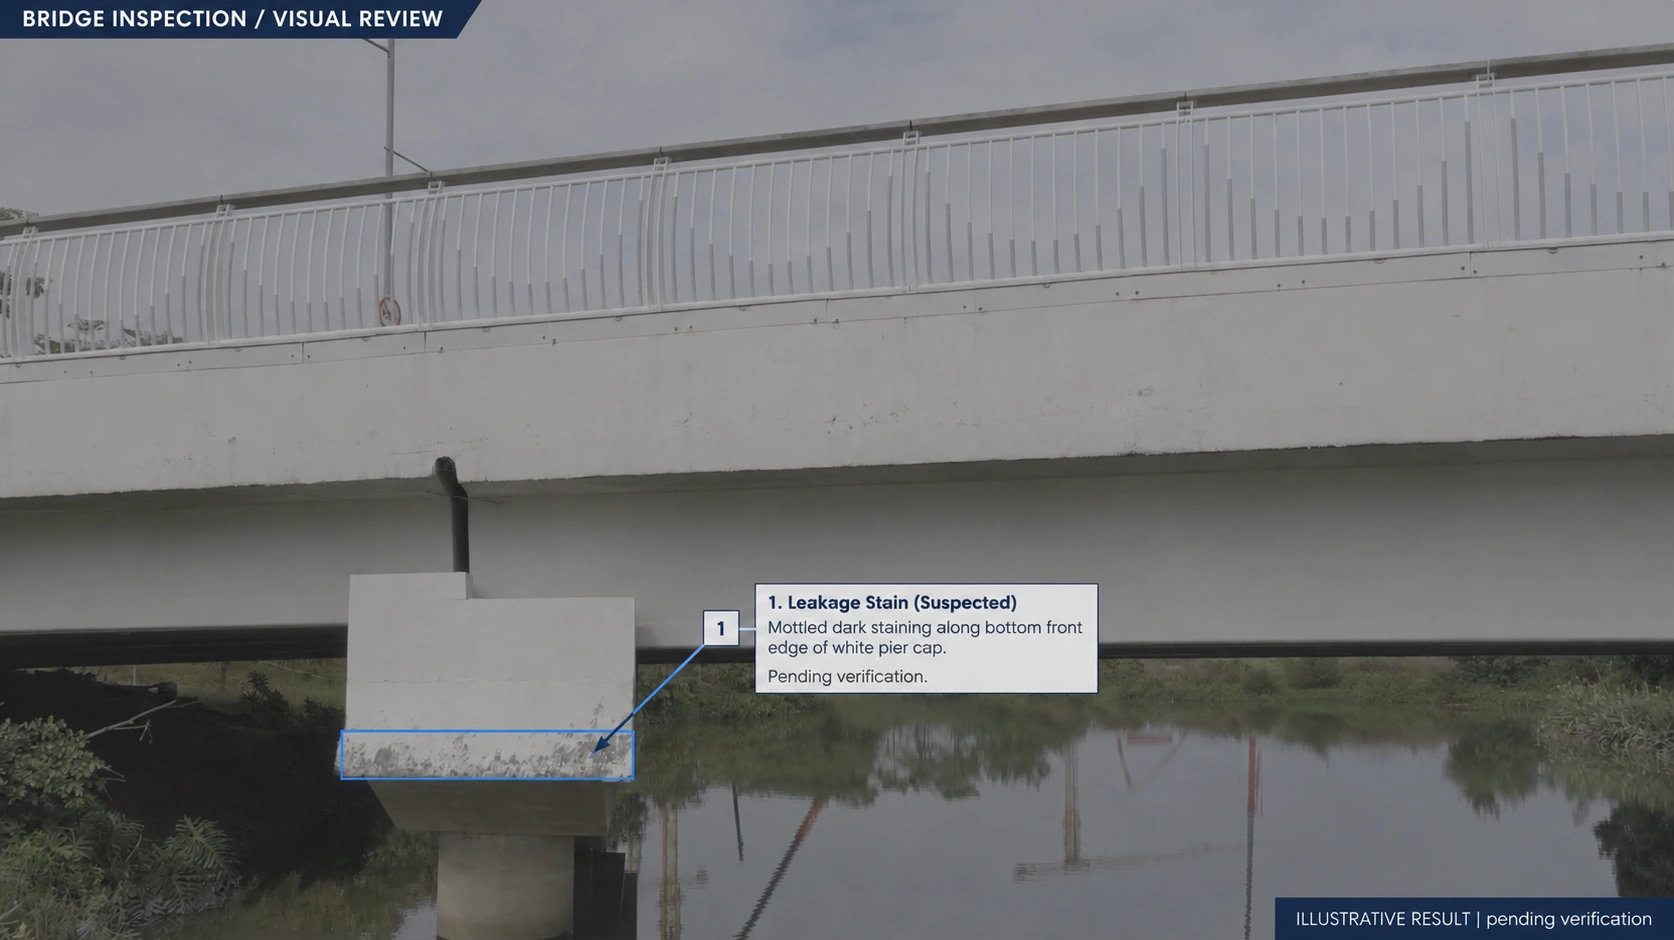 BRIDGE INSPECTION / VISUAL REVIEW
1
1. Leakage Stain (Suspected)
Mottled dark staining along bottom front
edge of white pier cap.
Pending verification.
ILLUSTRATIVE RESULT | pending verification